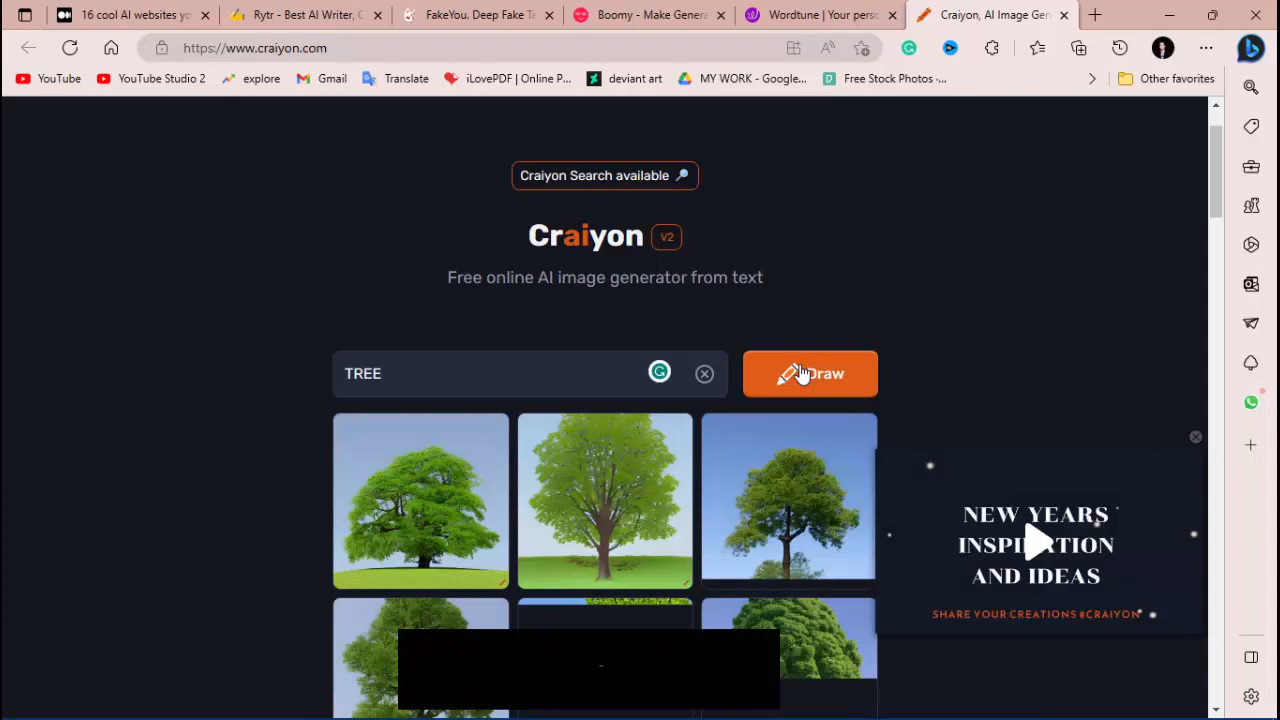 16 cool AI websites y
Rytr - Best AI Writer, C
FakeYou. Deep Fake Te
Boomy - Make Genera
Wordtune | Your perso
Craiyon, AI Image Gen
https://www.craiyon.com
YouTube
YouTube Studio 2
explore
Gmail
Translate
iLovePDF | Online P...
deviant art
MY WORK - Google...
Free Stock Photos -...
Other favorites
Craiyon Search available
Craiyon V2
Free online AI image generator from text
TREE
Draw
NEW YEARS
INSPIRATION
AND IDEAS
SHARE YOUR CREATIONS #CRAIYON